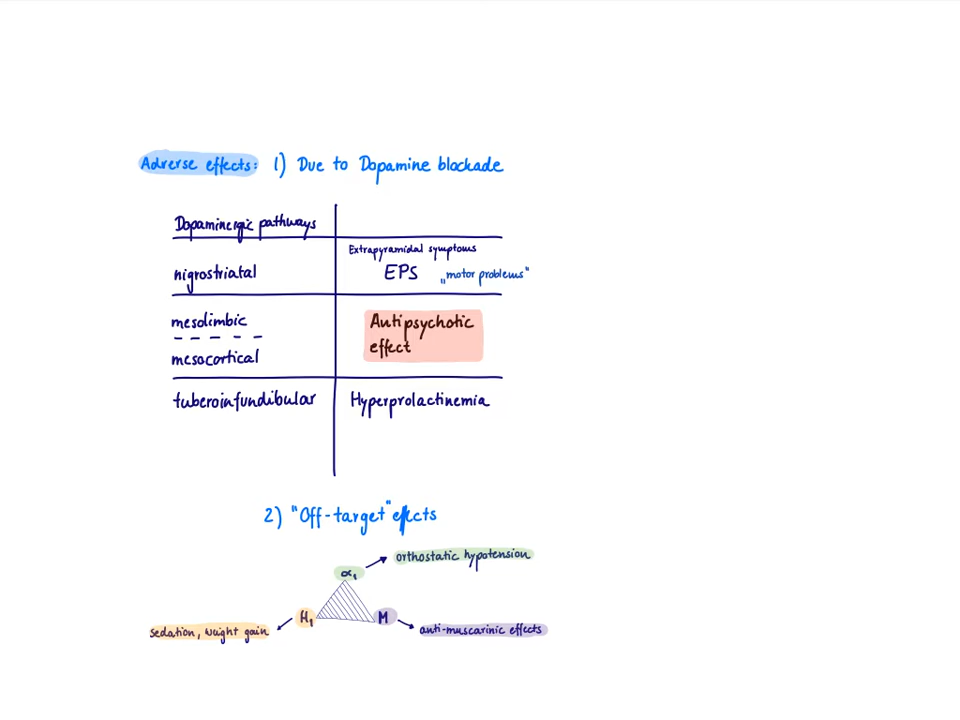 Adverse effects: 1) Due to Dopamine blockade
Dopaminergic pathways
Extrapyramidal symptoms
nigrostriatal EPS „motor problems"
mesolimbic
mesocortical
Antipsychotic
effect
tuberoinfundibular Hyperprolactinemia
2) "Off-target" effects
orthostatic hypotension
α₁
H₁ M
sedation, weight gain
anti-muscarinic effects